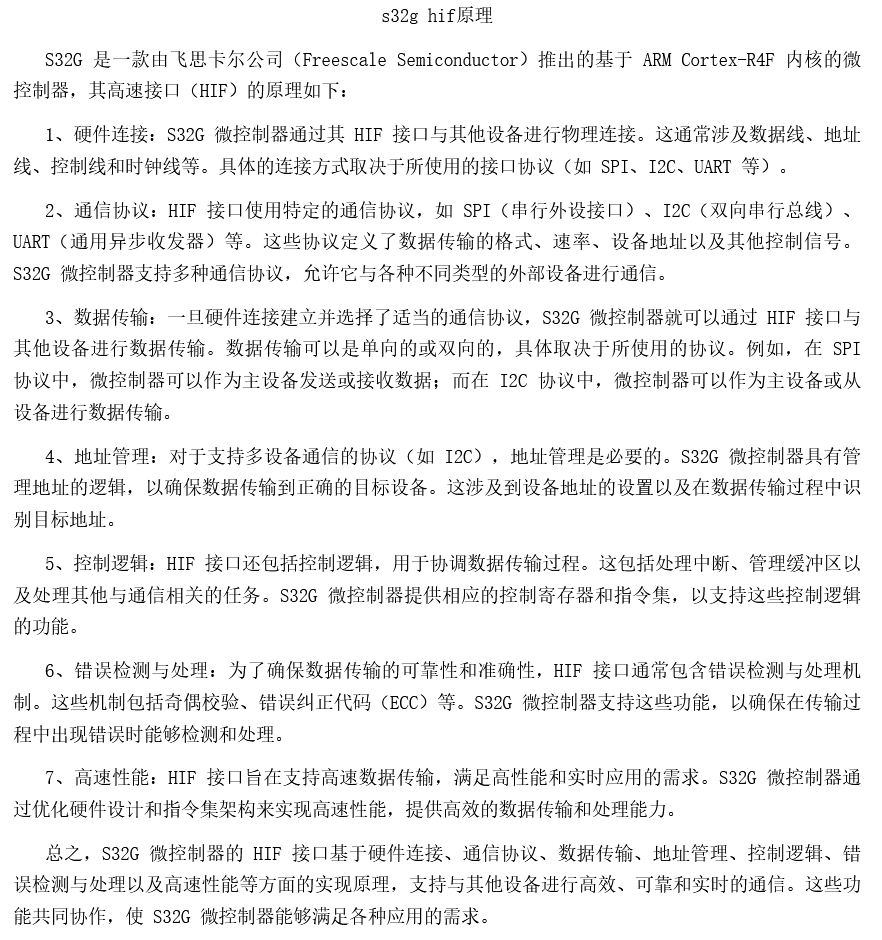 s32g hif原理
S32G 是一款由飞思卡尔公司（Freescale Semiconductor）推出的基于 ARM Cortex-R4F 内核的微
控制器，其高速接口（HIF）的原理如下：
1、硬件连接：S32G 微控制器通过其 HIF 接口与其他设备进行物理连接。这通常涉及数据线、地址
线、控制线和时钟线等。具体的连接方式取决于所使用的接口协议（如 SPI、I2C、UART 等）。
2、通信协议：HIF 接口使用特定的通信协议，如 SPI（串行外设接口）、I2C（双向串行总线）、
UART（通用异步收发器）等。这些协议定义了数据传输的格式、速率、设备地址以及其他控制信号。
S32G 微控制器支持多种通信协议，允许它与各种不同类型的外部设备进行通信。
3、数据传输：一旦硬件连接建立并选择了适当的通信协议，S32G 微控制器就可以通过 HIF 接口与
其他设备进行数据传输。数据传输可以是单向的或双向的，具体取决于所使用的协议。例如，在 SPI
协议中，微控制器可以作为主设备发送或接收数据；而在 I2C 协议中，微控制器可以作为主设备或从
设备进行数据传输。
4、地址管理：对于支持多设备通信的协议（如 I2C），地址管理是必要的。S32G 微控制器具有管
理地址的逻辑，以确保数据传输到正确的目标设备。这涉及到设备地址的设置以及在数据传输过程中识
别目标地址。
5、控制逻辑：HIF 接口还包括控制逻辑，用于协调数据传输过程。这包括处理中断、管理缓冲区以
及处理其他与通信相关的任务。S32G 微控制器提供相应的控制寄存器和指令集，以支持这些控制逻辑
的功能。
6、错误检测与处理：为了确保数据传输的可靠性和准确性，HIF 接口通常包含错误检测与处理机
制。这些机制包括奇偶校验、错误纠正代码（ECC）等。S32G 微控制器支持这些功能，以确保在传输过
程中出现错误时能够检测和处理。
7、高速性能：HIF 接口旨在支持高速数据传输，满足高性能和实时应用的需求。S32G 微控制器通
过优化硬件设计和指令集架构来实现高速性能，提供高效的数据传输和处理能力。
总之，S32G 微控制器的 HIF 接口基于硬件连接、通信协议、数据传输、地址管理、控制逻辑、错
误检测与处理以及高速性能等方面的实现原理，支持与其他设备进行高效、可靠和实时的通信。这些功
能共同协作，使 S32G 微控制器能够满足各种应用的需求。